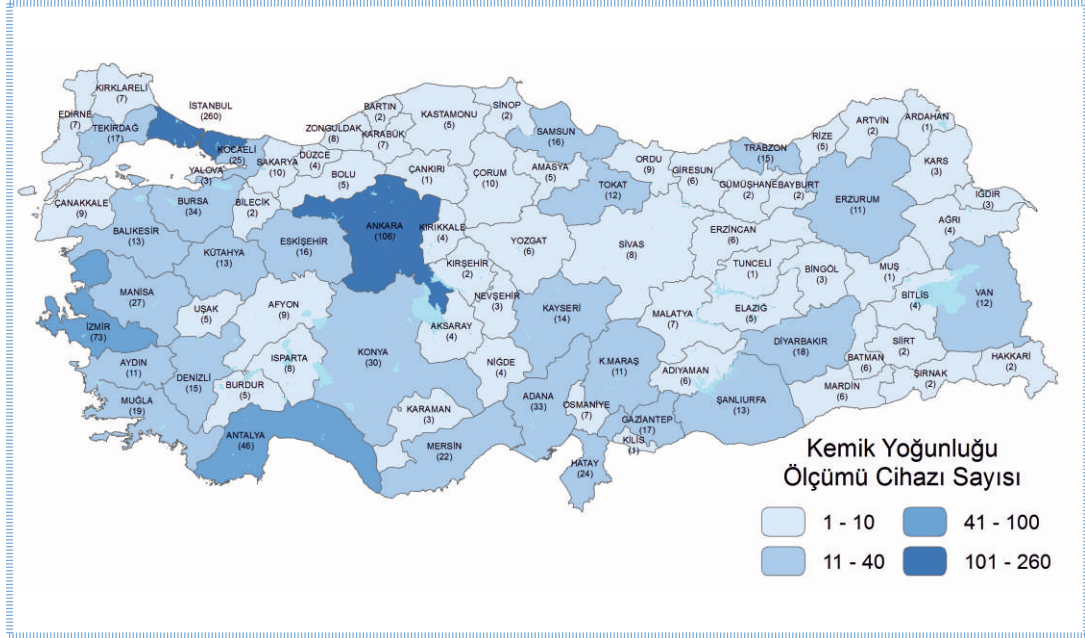 KIRKLARELİ
(7)
EDİRNE
(7)
TEKİRDAĞ
(17)
İSTANBUL
(260)
KOCAELİ
(25)
YALOVA
(3)
SAKARYA
(10)
DÜZCE
(4)
ZONGULDAK
(8)
BARTIN
(2)
KARABÜK
(7)
KASTAMONU
(5)
SİNOP
(2)
SAMSUN
(16)
ORDU
(9)
GİRESUN
(6)
TRABZON
(15)
RİZE
(5)
ARTVİN
(2)
ARDAHAN
(1)
KARS
(3)
IĞDIR
(3)
AĞRI
(4)
ERZURUM
(11)
BAYBURT
(2)
GÜMÜŞHANE
(2)
ERZİNCAN
(6)
TUNCELİ
(1)
BİNGÖL
(3)
MUŞ
(1)
BİTLİS
(4)
VAN
(12)
HAKKARİ
(2)
ŞIRNAK
(2)
SİİRT
(2)
BATMAN
(6)
MARDİN
(6)
DİYARBAKIR
(18)
ELAZIĞ
(5)
MALATYA
(7)
ADIYAMAN
(6)
ŞANLIURFA
(13)
GAZİANTEP
(17)
KİLİS
(1)
HATAY
(24)
OSMANİYE
(7)
K.MARAŞ
(11)
ADANA
(33)
MERSİN
(22)
KARAMAN
(3)
NİĞDE
(4)
KAYSERİ
(14)
SİVAS
(8)
TOKAT
(12)
AMASYA
(5)
ÇORUM
(10)
YOZGAT
(6)
ÇANKIRI
(1)
KIRIKKALE
(4)
KIRŞEHİR
(2)
NEVŞEHİR
(3)
AKSARAY
(4)
KONYA
(30)
ANKARA
(106)
BOLU
(5)
ESKİŞEHİR
(16)
BİLECİK
(2)
BURSA
(34)
ÇANAKKALE
(9)
BALIKESİR
(13)
KÜTAHYA
(13)
MANİSA
(27)
UŞAK
(5)
AFYON
(9)
İZMİR
(73)
AYDIN
(11)
DENİZLİ
(15)
ISPARTA
(8)
BURDUR
(5)
MUĞLA
(19)
ANTALYA
(46)
Kemik Yoğunluğu
Ölçümü Cihazı Sayısı
1 - 10
41 - 100
11 - 40
101 - 260